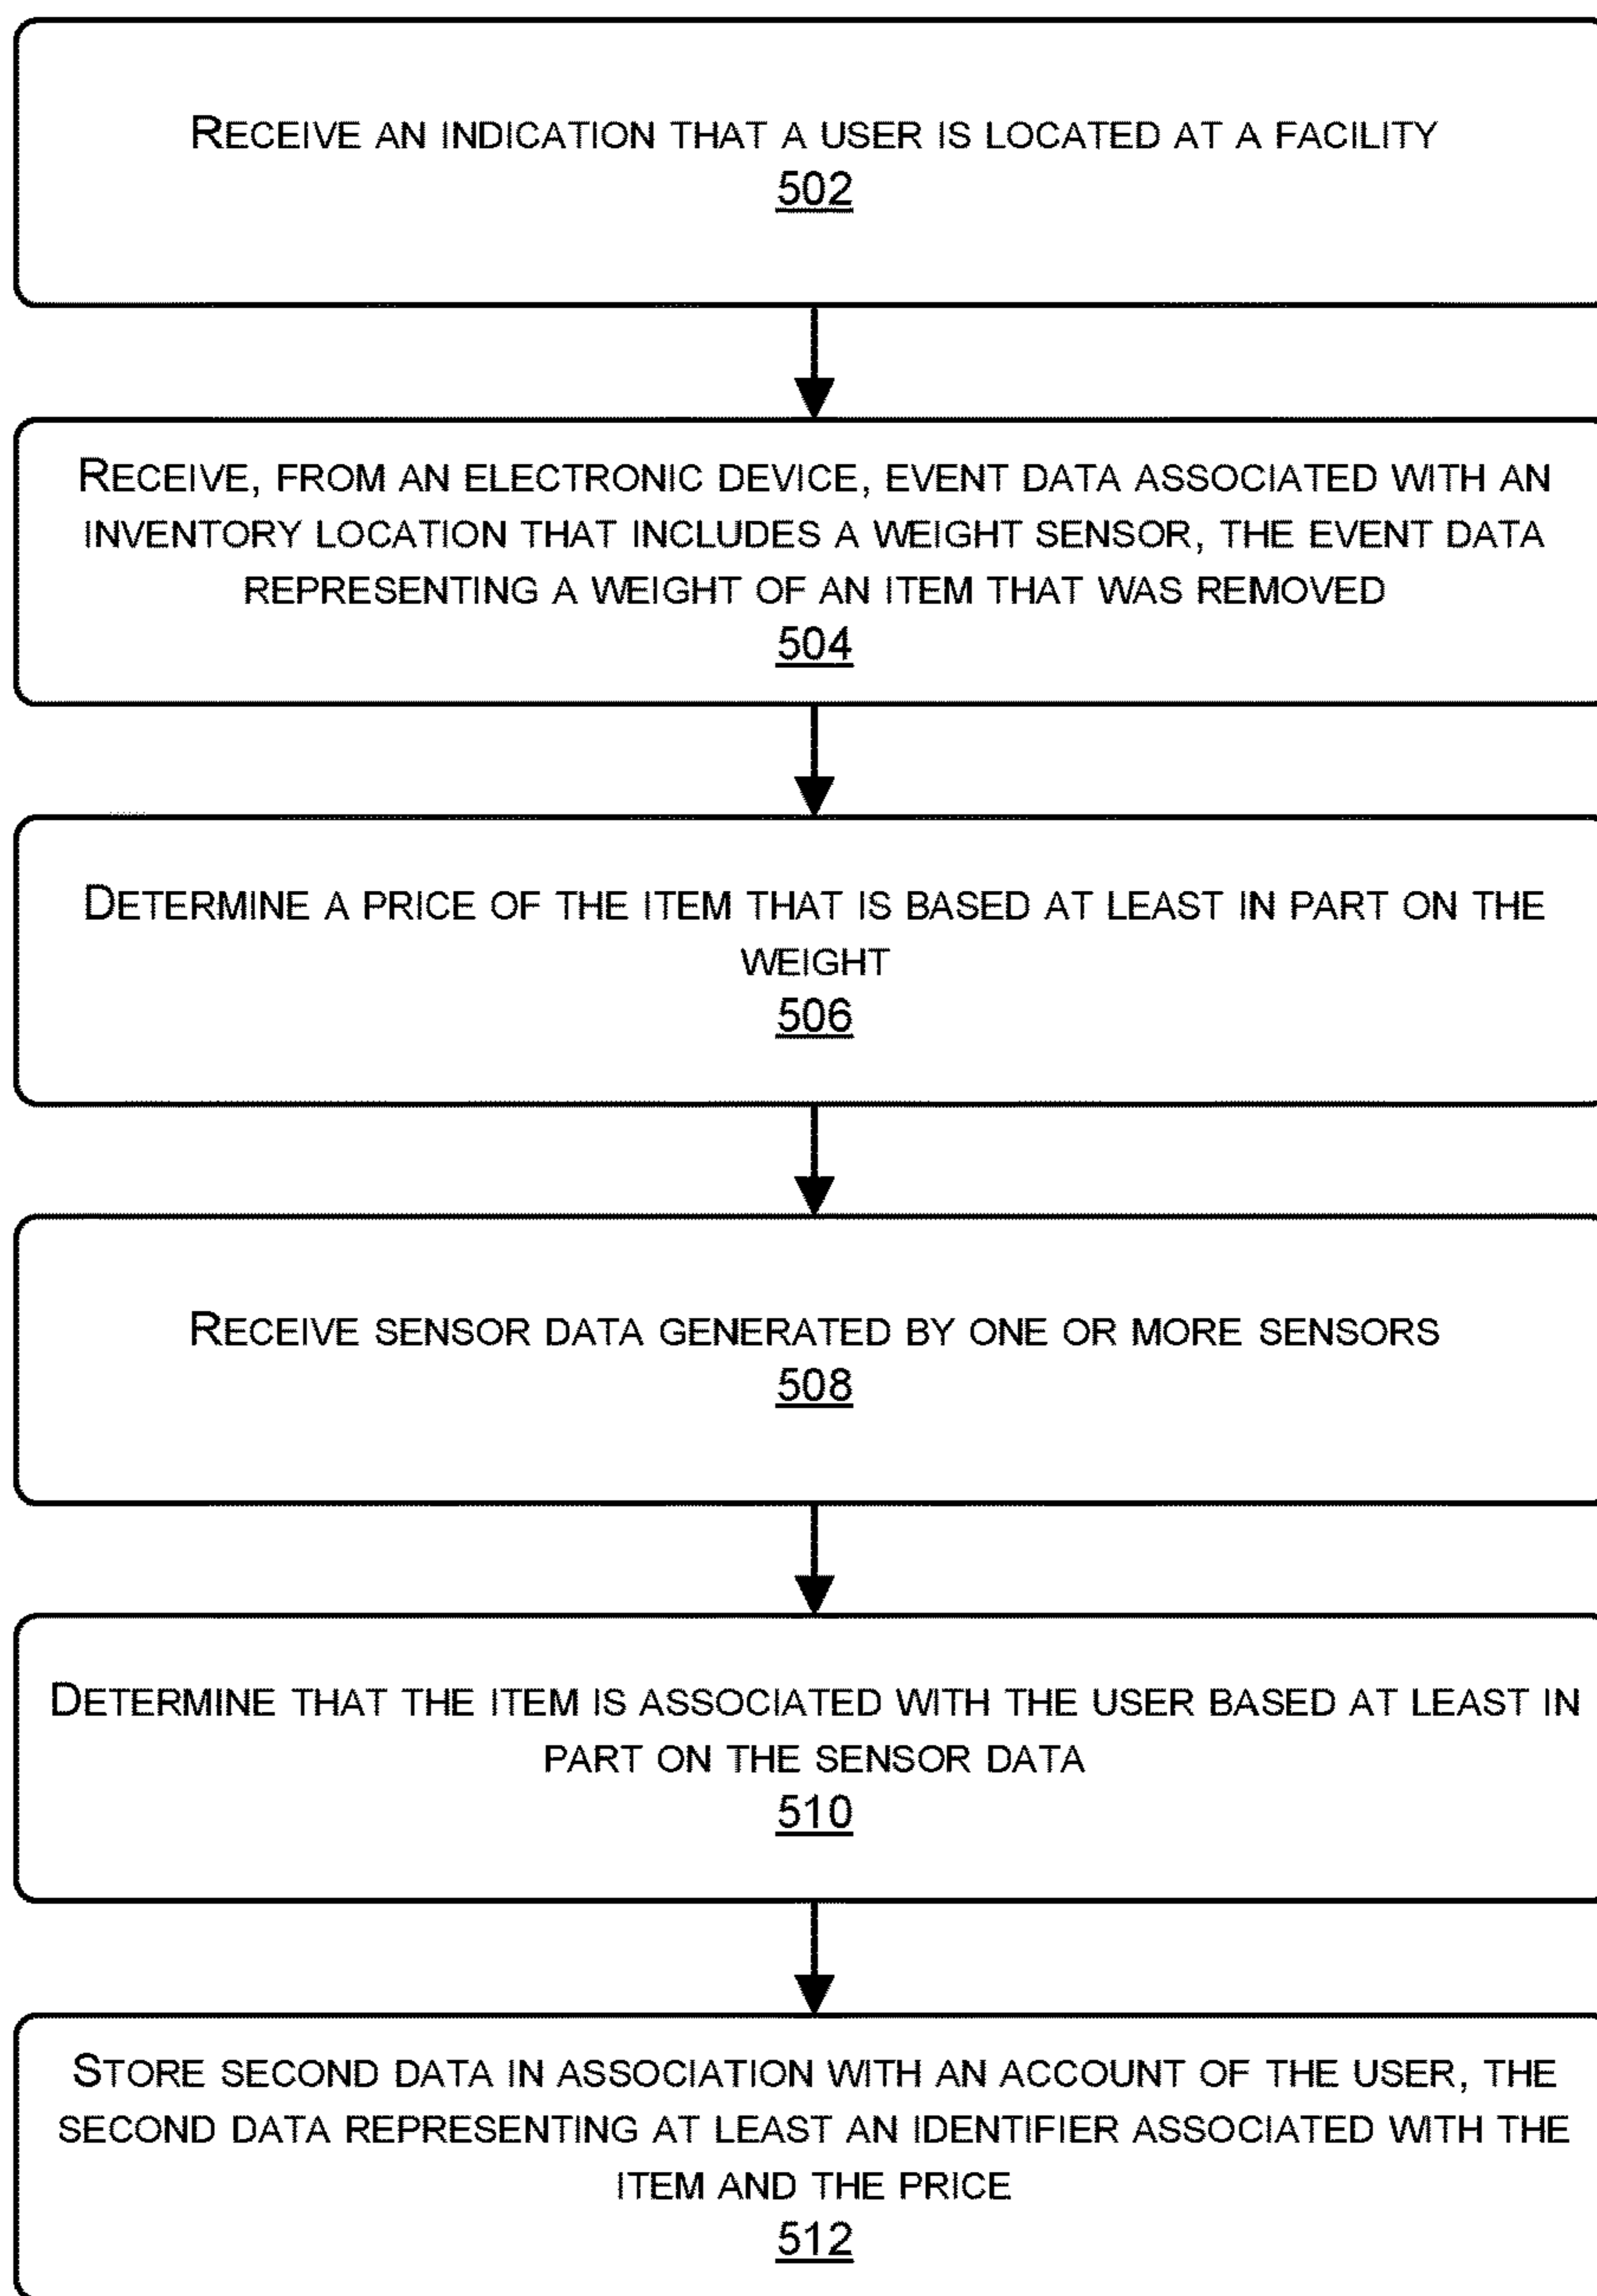 RECEIVE AN INDICATION THAT A USER IS LOCATED AT A FACILITY
502
RECEIVE, FROM AN ELECTRONIC DEVICE, EVENT DATA ASSOCIATED WITH AN
INVENTORY LOCATION THAT INCLUDES A WEIGHT SENSOR, THE EVENT DATA
REPRESENTING A WEIGHT OF AN ITEM THAT WAS REMOVED
504
DETERMINE A PRICE OF THE ITEM THAT IS BASED AT LEAST IN PART ON THE
WEIGHT
506
RECEIVE SENSOR DATA GENERATED BY ONE OR MORE SENSORS
508
DETERMINE THAT THE ITEM IS ASSOCIATED WITH THE USER BASED AT LEAST IN
PART ON THE SENSOR DATA
510
STORE SECOND DATA IN ASSOCIATION WITH AN ACCOUNT OF THE USER, THE
SECOND DATA REPRESENTING AT LEAST AN IDENTIFIER ASSOCIATED WITH THE
ITEM AND THE PRICE
512